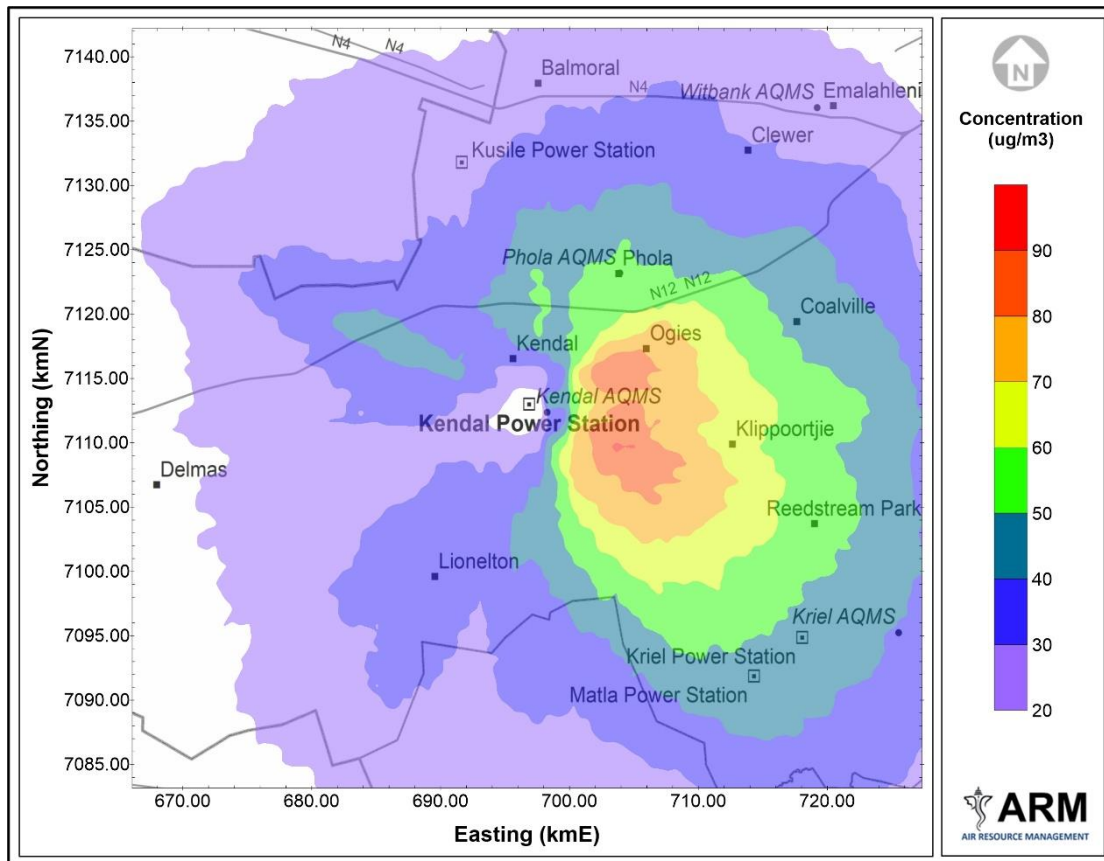 7140.00
7135.00
7130.00
7125.00
7120.00
7115.00
7110.00
7105.00
7100.00
7095.00
7090.00
7085.00
Northing (kmN)
N4
N4
Balmoral
N4
Witbank AQMS
Emalahleni
Clewer
Kusile Power Station
Phola AQMS Phola
N12 N12
Coalville
Kendal
Ogies
Kendal AQMS
Kendal Power Station
Klippoortjie
Delmas
Reedstream Park
Lionelton
Kriel AQMS
Kriel Power Station
Matla Power Station
670.00 680.00 690.00 700.00 710.00 720.00
Easting (kmE)
N
Concentration
(ug/m3)
90
80
70
60
50
40
30
20
ARM
AIR RESOURCE MANAGEMENT